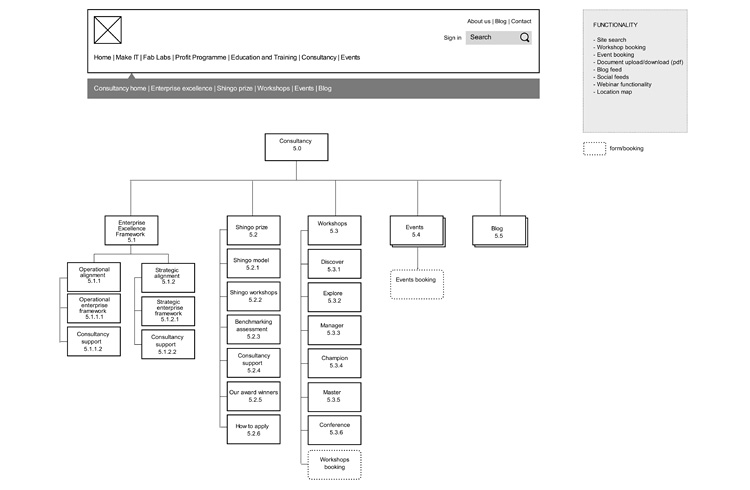 About us | Blog | Contact
Sign in
Search
Home | Make IT | Fab Labs | Profit Programme | Education and Training | Consultancy | Events
Consultancy home | Enterprise excellence | Shingo prize | Workshops | Events | Blog
FUNCTIONALITY
- Site search
- Workshop booking
- Event booking
- Document upload/download (pdf)
- Blog feed
- Social feeds
- Webinar functionality
- Location map
form/booking
Consultancy
5.0
Enterprise
Excellence
Framework
5.1
Operational
alignment
5.1.1
Operational
enterprise
framework
5.1.1.1
Consultancy
support
5.1.1.2
Strategic
alignment
5.1.2
Strategic
enterprise
framework
5.1.2.1
Consultancy
support
5.1.2.2
Shingo prize
5.2
Shingo model
5.2.1
Shingo workshops
5.2.2
Benchmarking
assessment
5.2.3
Consultancy
support
5.2.4
Our award winners
5.2.5
How to apply
5.2.6
Workshops
5.3
Discover
5.3.1
Explore
5.3.2
Manager
5.3.3
Champion
5.3.4
Master
5.3.5
Conference
5.3.6
Workshops
booking
Events
5.4
Events booking
Blog
5.5